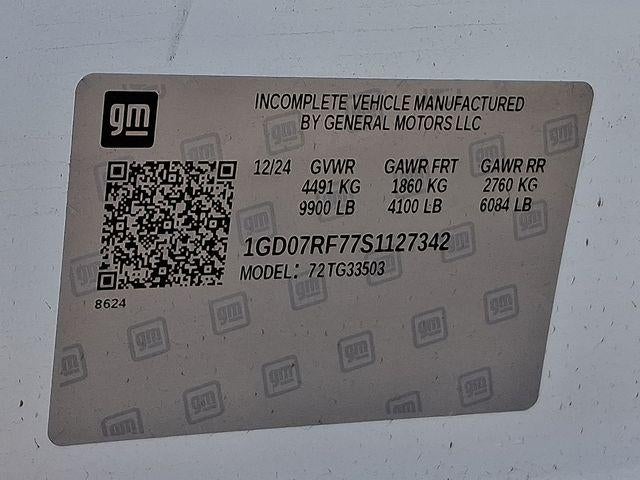 gm
INCOMPLETE VEHICLE MANUFACTURED
BY GENERAL MOTORS LLC
12/24 GVWR GAWR FRT GAWR RR
4491 KG 1860 KG 2760 KG
9900 LB 4100 LB 6084 LB
1GD07RF77S1127342
MODEL: 72TG33503
8624